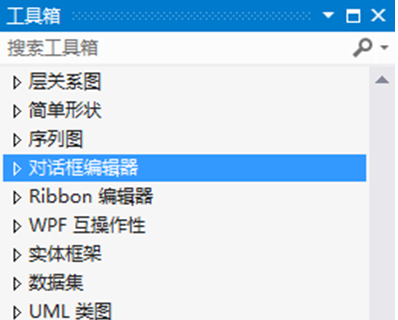 工具箱
搜索工具箱
层关系图
简单形状
序列图
对话框编辑器
Ribbon 编辑器
WPF 互操作性
实体框架
数据集
UML 类图